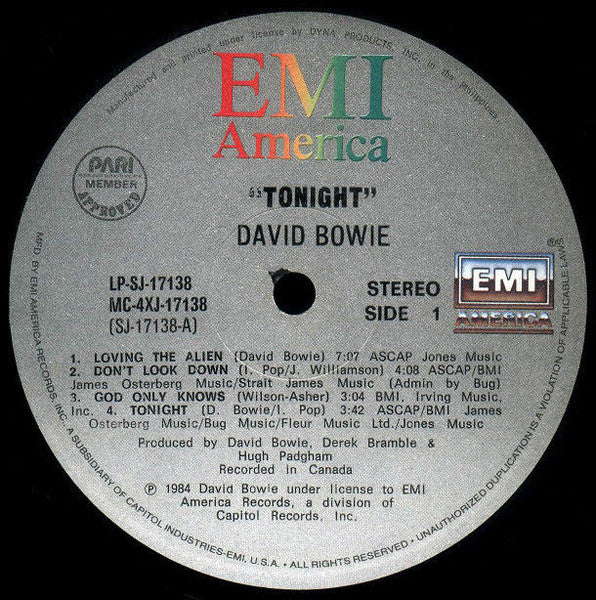 Manufactured and printed under license by DYNA PRODUCTS, INC. in the Philippines
EMI
America
PARI
MEMBER
APPROVED
"TONIGHT"
DAVID BOWIE
LP-SJ-17138
MC-4XJ-17138
(SJ-17138-A)
STEREO
SIDE 1
EMI
AMERICA
®
1. LOVING THE ALIEN (David Bowie) 7:07 ASCAP Jones Music
2. DON'T LOOK DOWN (I. Pop/J. Williamson) 4:08 ASCAP/BMI
James Osterberg Music/Strait James Music (Admin by Bug)
3. GOD ONLY KNOWS (Wilson-Asher) 3:04 BMI, Irving Music,
Inc. 4. TONIGHT (D. Bowie/I. Pop) 3:42 ASCAP/BMI James
Osterberg Music/Bug Music/Fleur Music Ltd./Jones Music
Produced by David Bowie, Derek Bramble &
Hugh Padgham
Recorded in Canada
℗ 1984 David Bowie under license to EMI
America Records, a division of
Capitol Records, Inc.
MFD. BY EMI AMERICA RECORDS, INC. A SUBSIDIARY OF CAPITOL INDUSTRIES-EMI, U.S.A. • ALL RIGHTS RESERVED • UNAUTHORIZED DUPLICATION IS A VIOLATION OF APPLICABLE LAWS